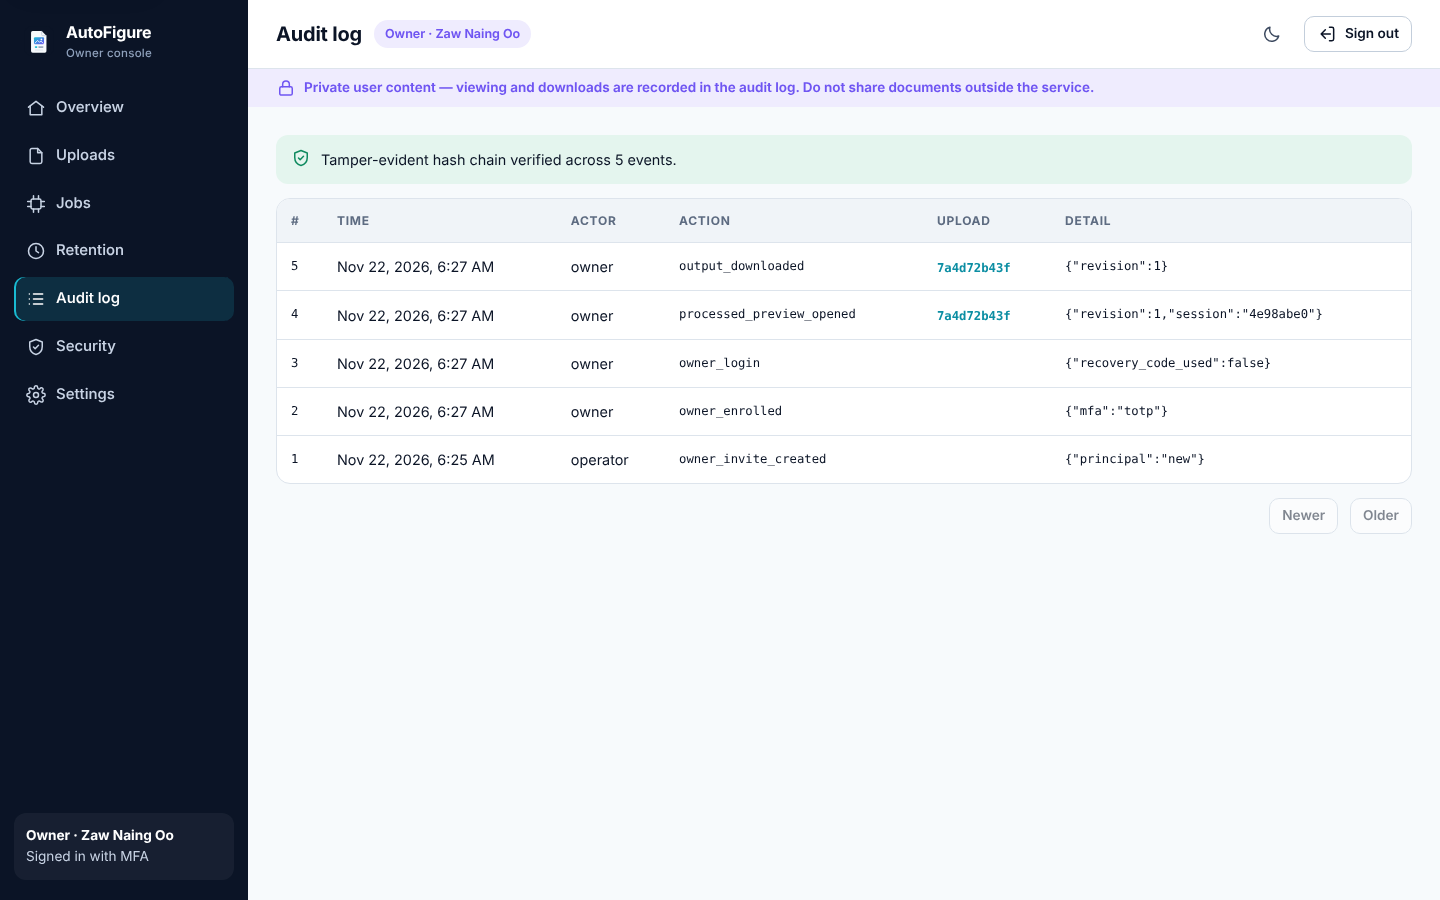 AutoFigure
Owner console
Overview
Uploads
Jobs
Retention
Audit log
Security
Settings
Owner · Zaw Naing Oo
Signed in with MFA
Audit log Owner · Zaw Naing Oo Sign out
Private user content — viewing and downloads are recorded in the audit log. Do not share documents outside the service.
Tamper-evident hash chain verified across 5 events.
# TIME ACTOR ACTION UPLOAD DETAIL
5 Nov 22, 2026, 6:27 AM owner output_downloaded 7a4d72b43f {"revision":1}
4 Nov 22, 2026, 6:27 AM owner processed_preview_opened 7a4d72b43f {"revision":1,"session":"4e98abe0"}
3 Nov 22, 2026, 6:27 AM owner owner_login {"recovery_code_used":false}
2 Nov 22, 2026, 6:27 AM owner owner_enrolled {"mfa":"totp"}
1 Nov 22, 2026, 6:25 AM operator owner_invite_created {"principal":"new"}
Newer Older